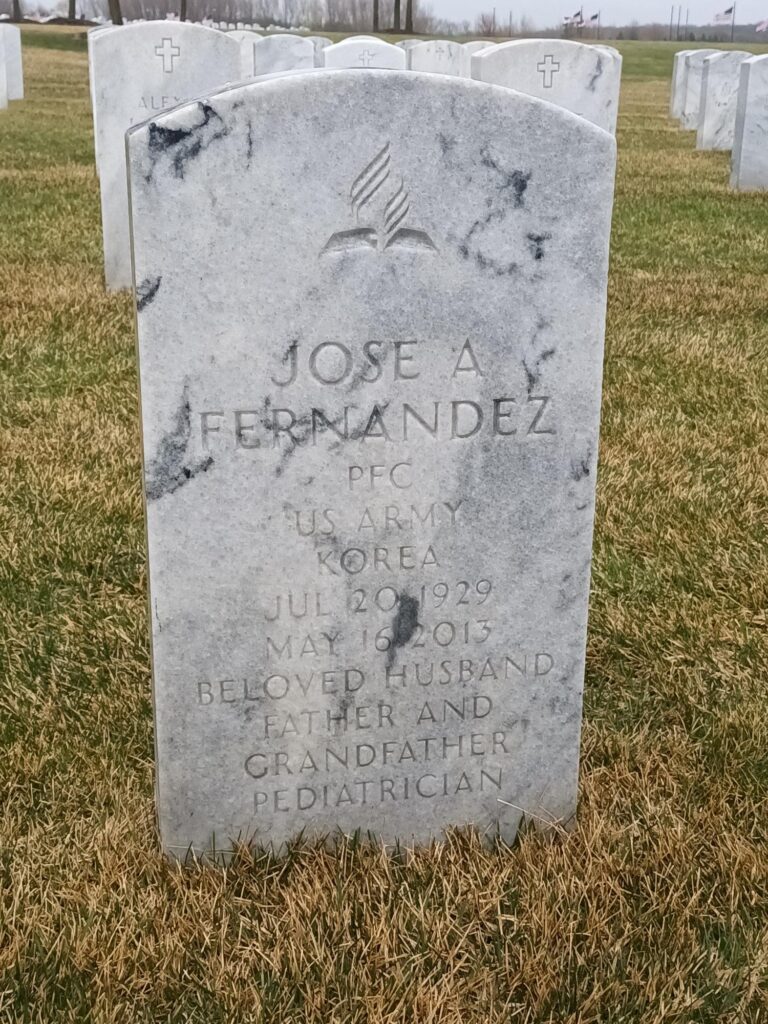 JOSE A
FERNANDEZ
PFC
US ARMY
KOREA
JUL 20 1929
MAY 16 2013
BELOVED HUSBAND
FATHER AND
GRANDFATHER
PEDIATRICIAN